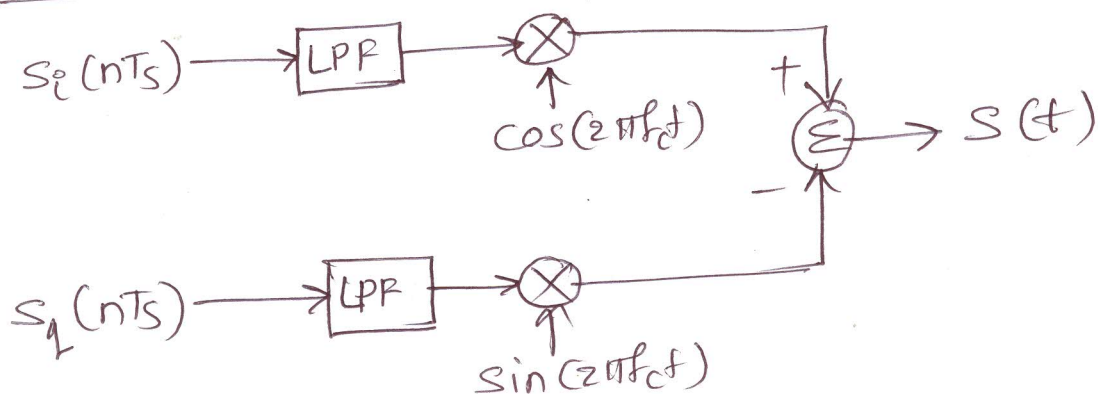 Si (nTs)
LPF
cos(2πfct)
+
Σ
S(t)
-
Sq (nTs)
LPF
sin(2πfct)